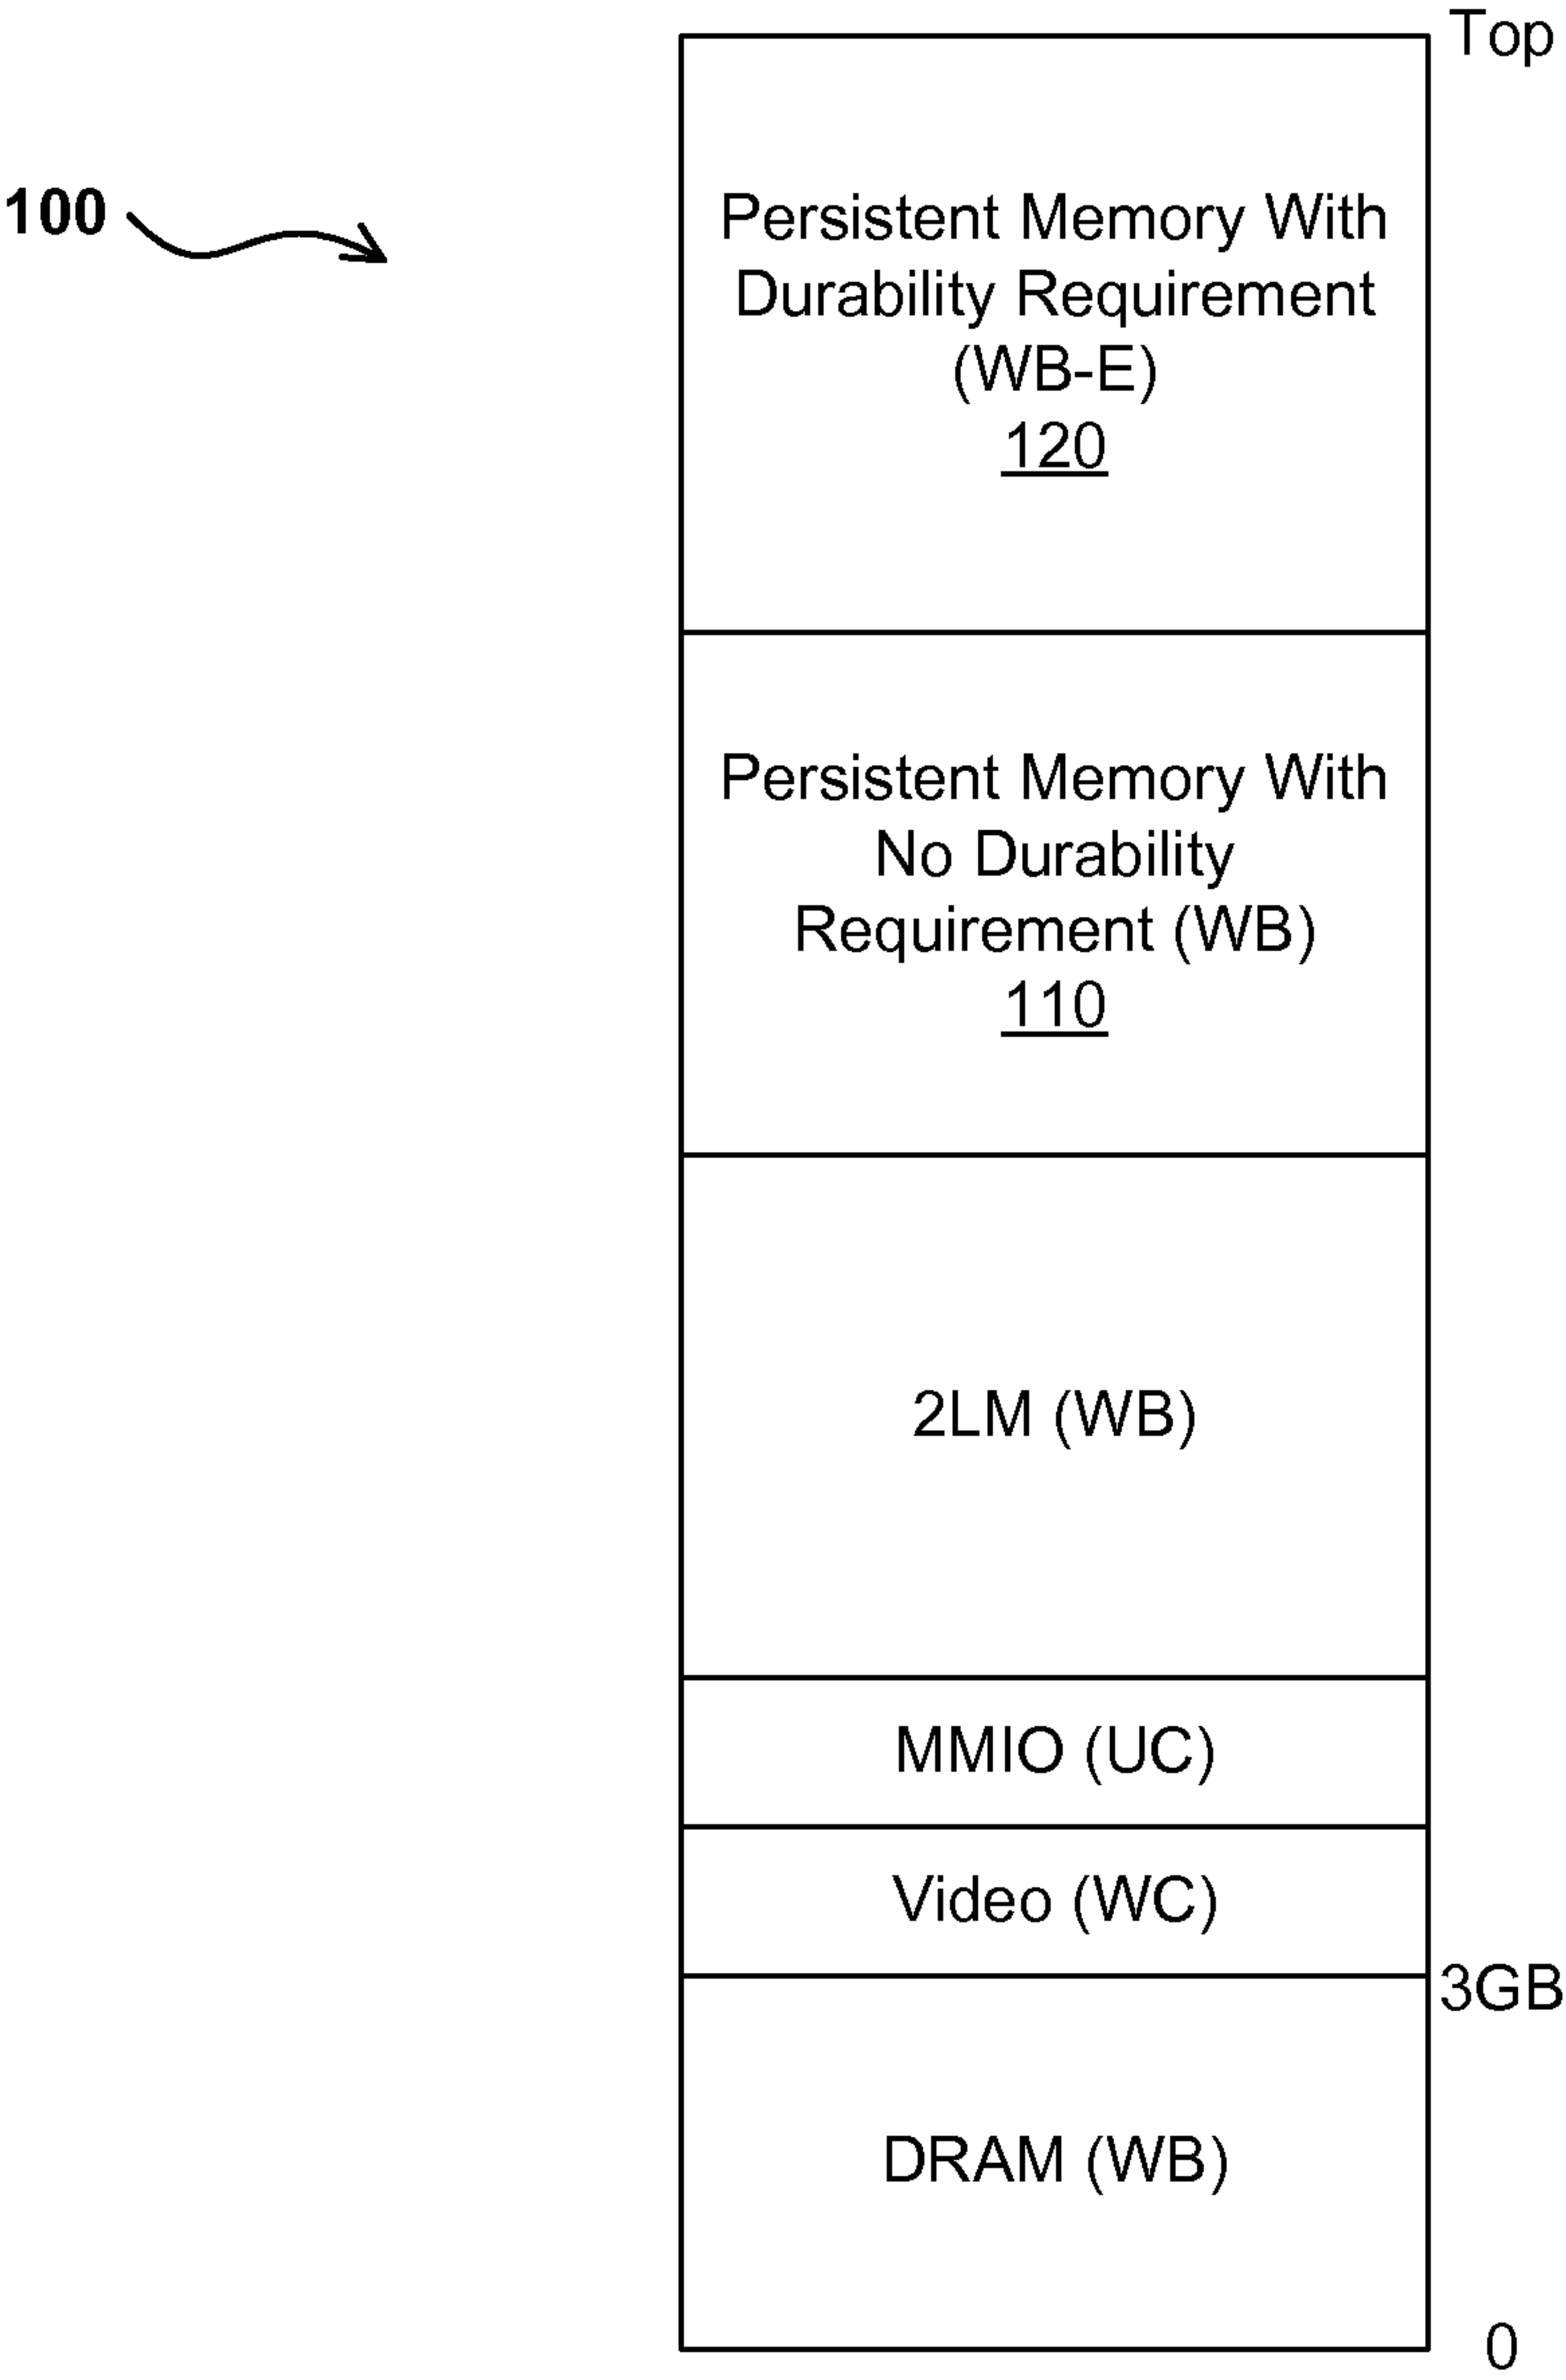 Top
100
Persistent Memory With
Durability Requirement
(WB-E)
120
Persistent Memory With
No Durability
Requirement (WB)
110
2LM (WB)
MMIO (UC)
Video (WC)
3GB
DRAM (WB)
0